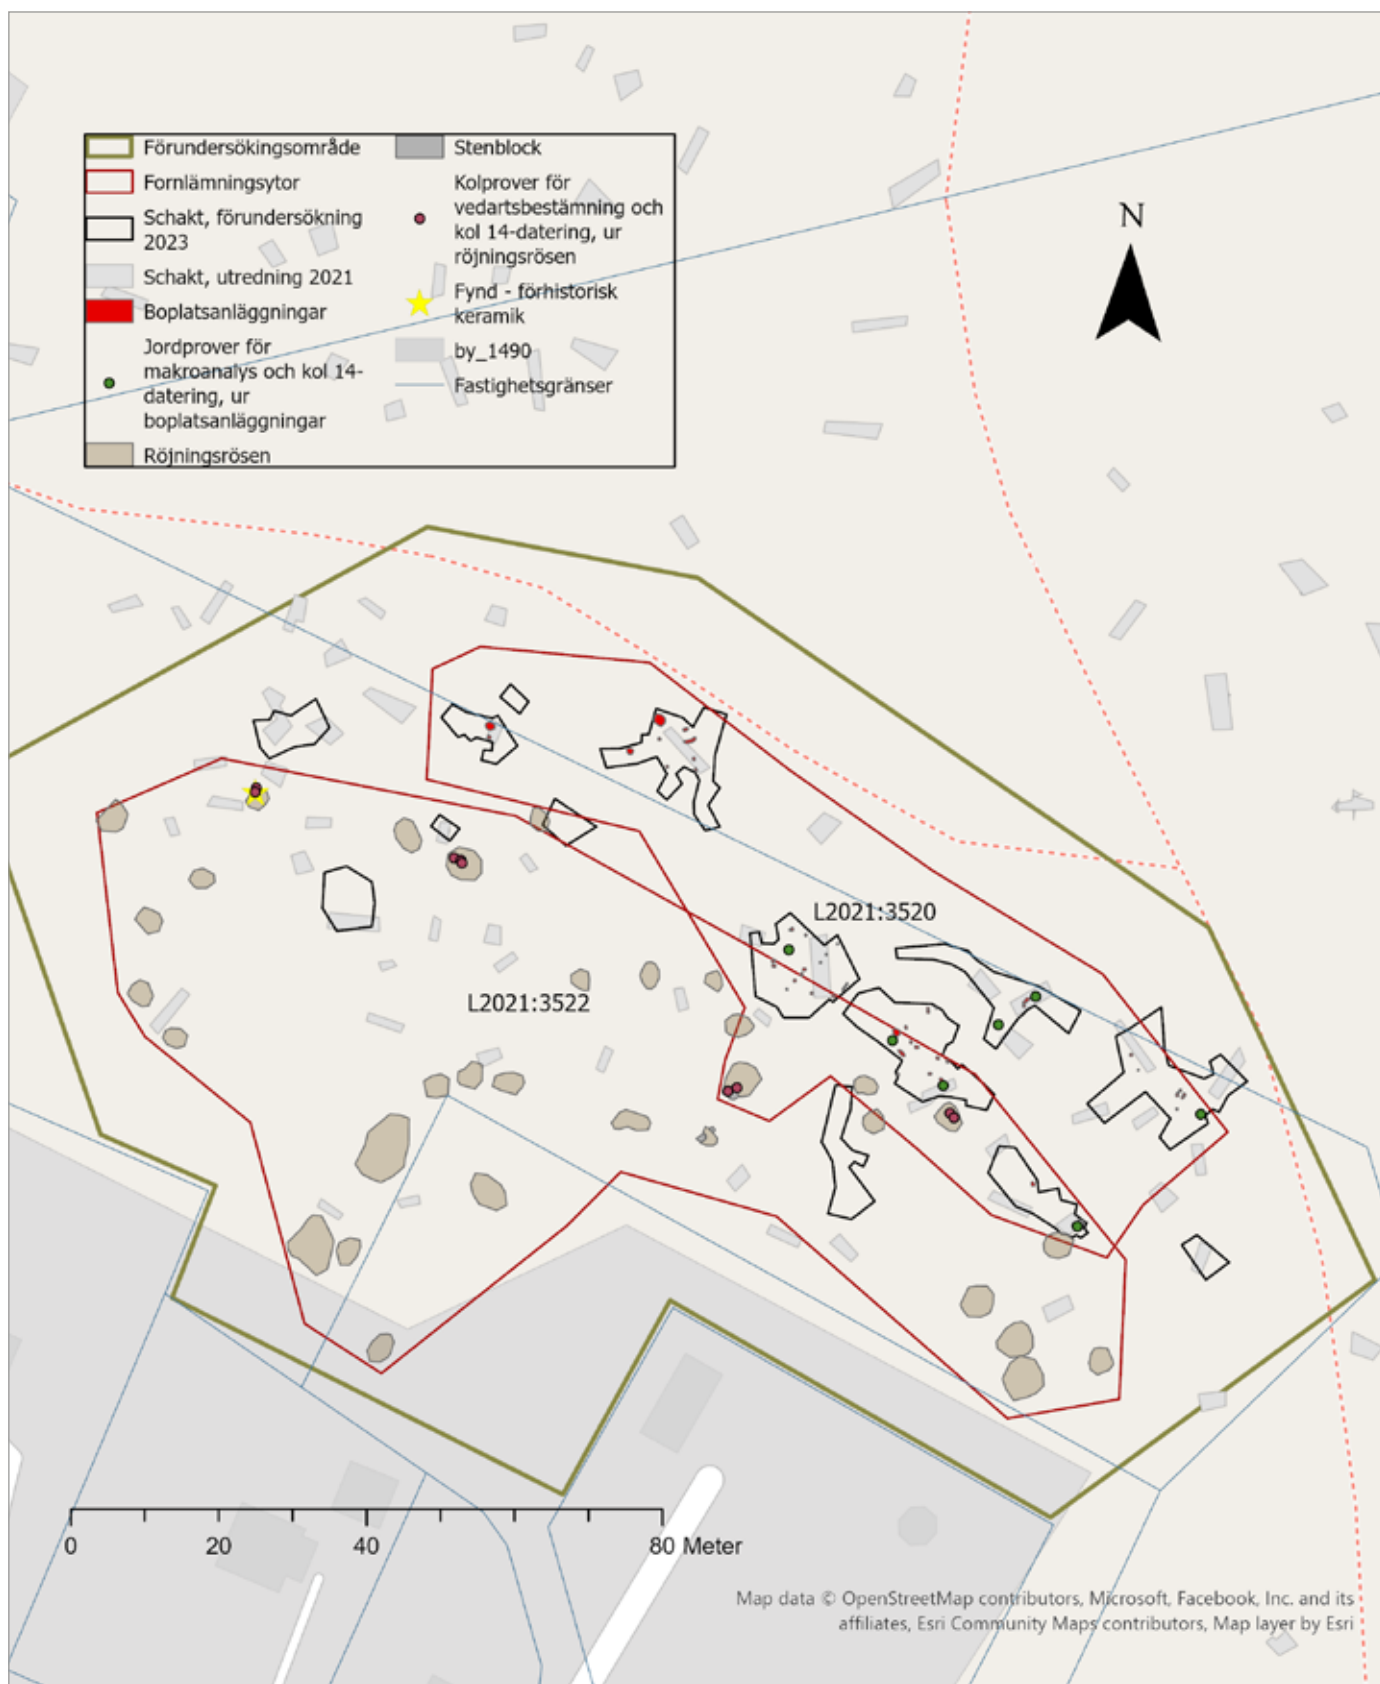 Förundersökingsområde
Fornlämningsytor
Schakt, förundersökning
2023
Schakt, utredning 2021
Boplatsanläggningar
Jordprover för
makroanalys och kol 14-
datering, ur
boplatsanläggningar
Röjningsrösen
Stenblock
Kolprover för
vedartsbestämning och
kol 14-datering, ur
röjningsrösen
Fynd - förhistorisk
keramik
by_1490
Fastighetsgränser
N
L2021:3520
L2021:3522
0 20 40 80 Meter
Map data © OpenStreetMap contributors, Microsoft, Facebook, Inc. and its
affiliates, Esri Community Maps contributors, Map layer by Esri